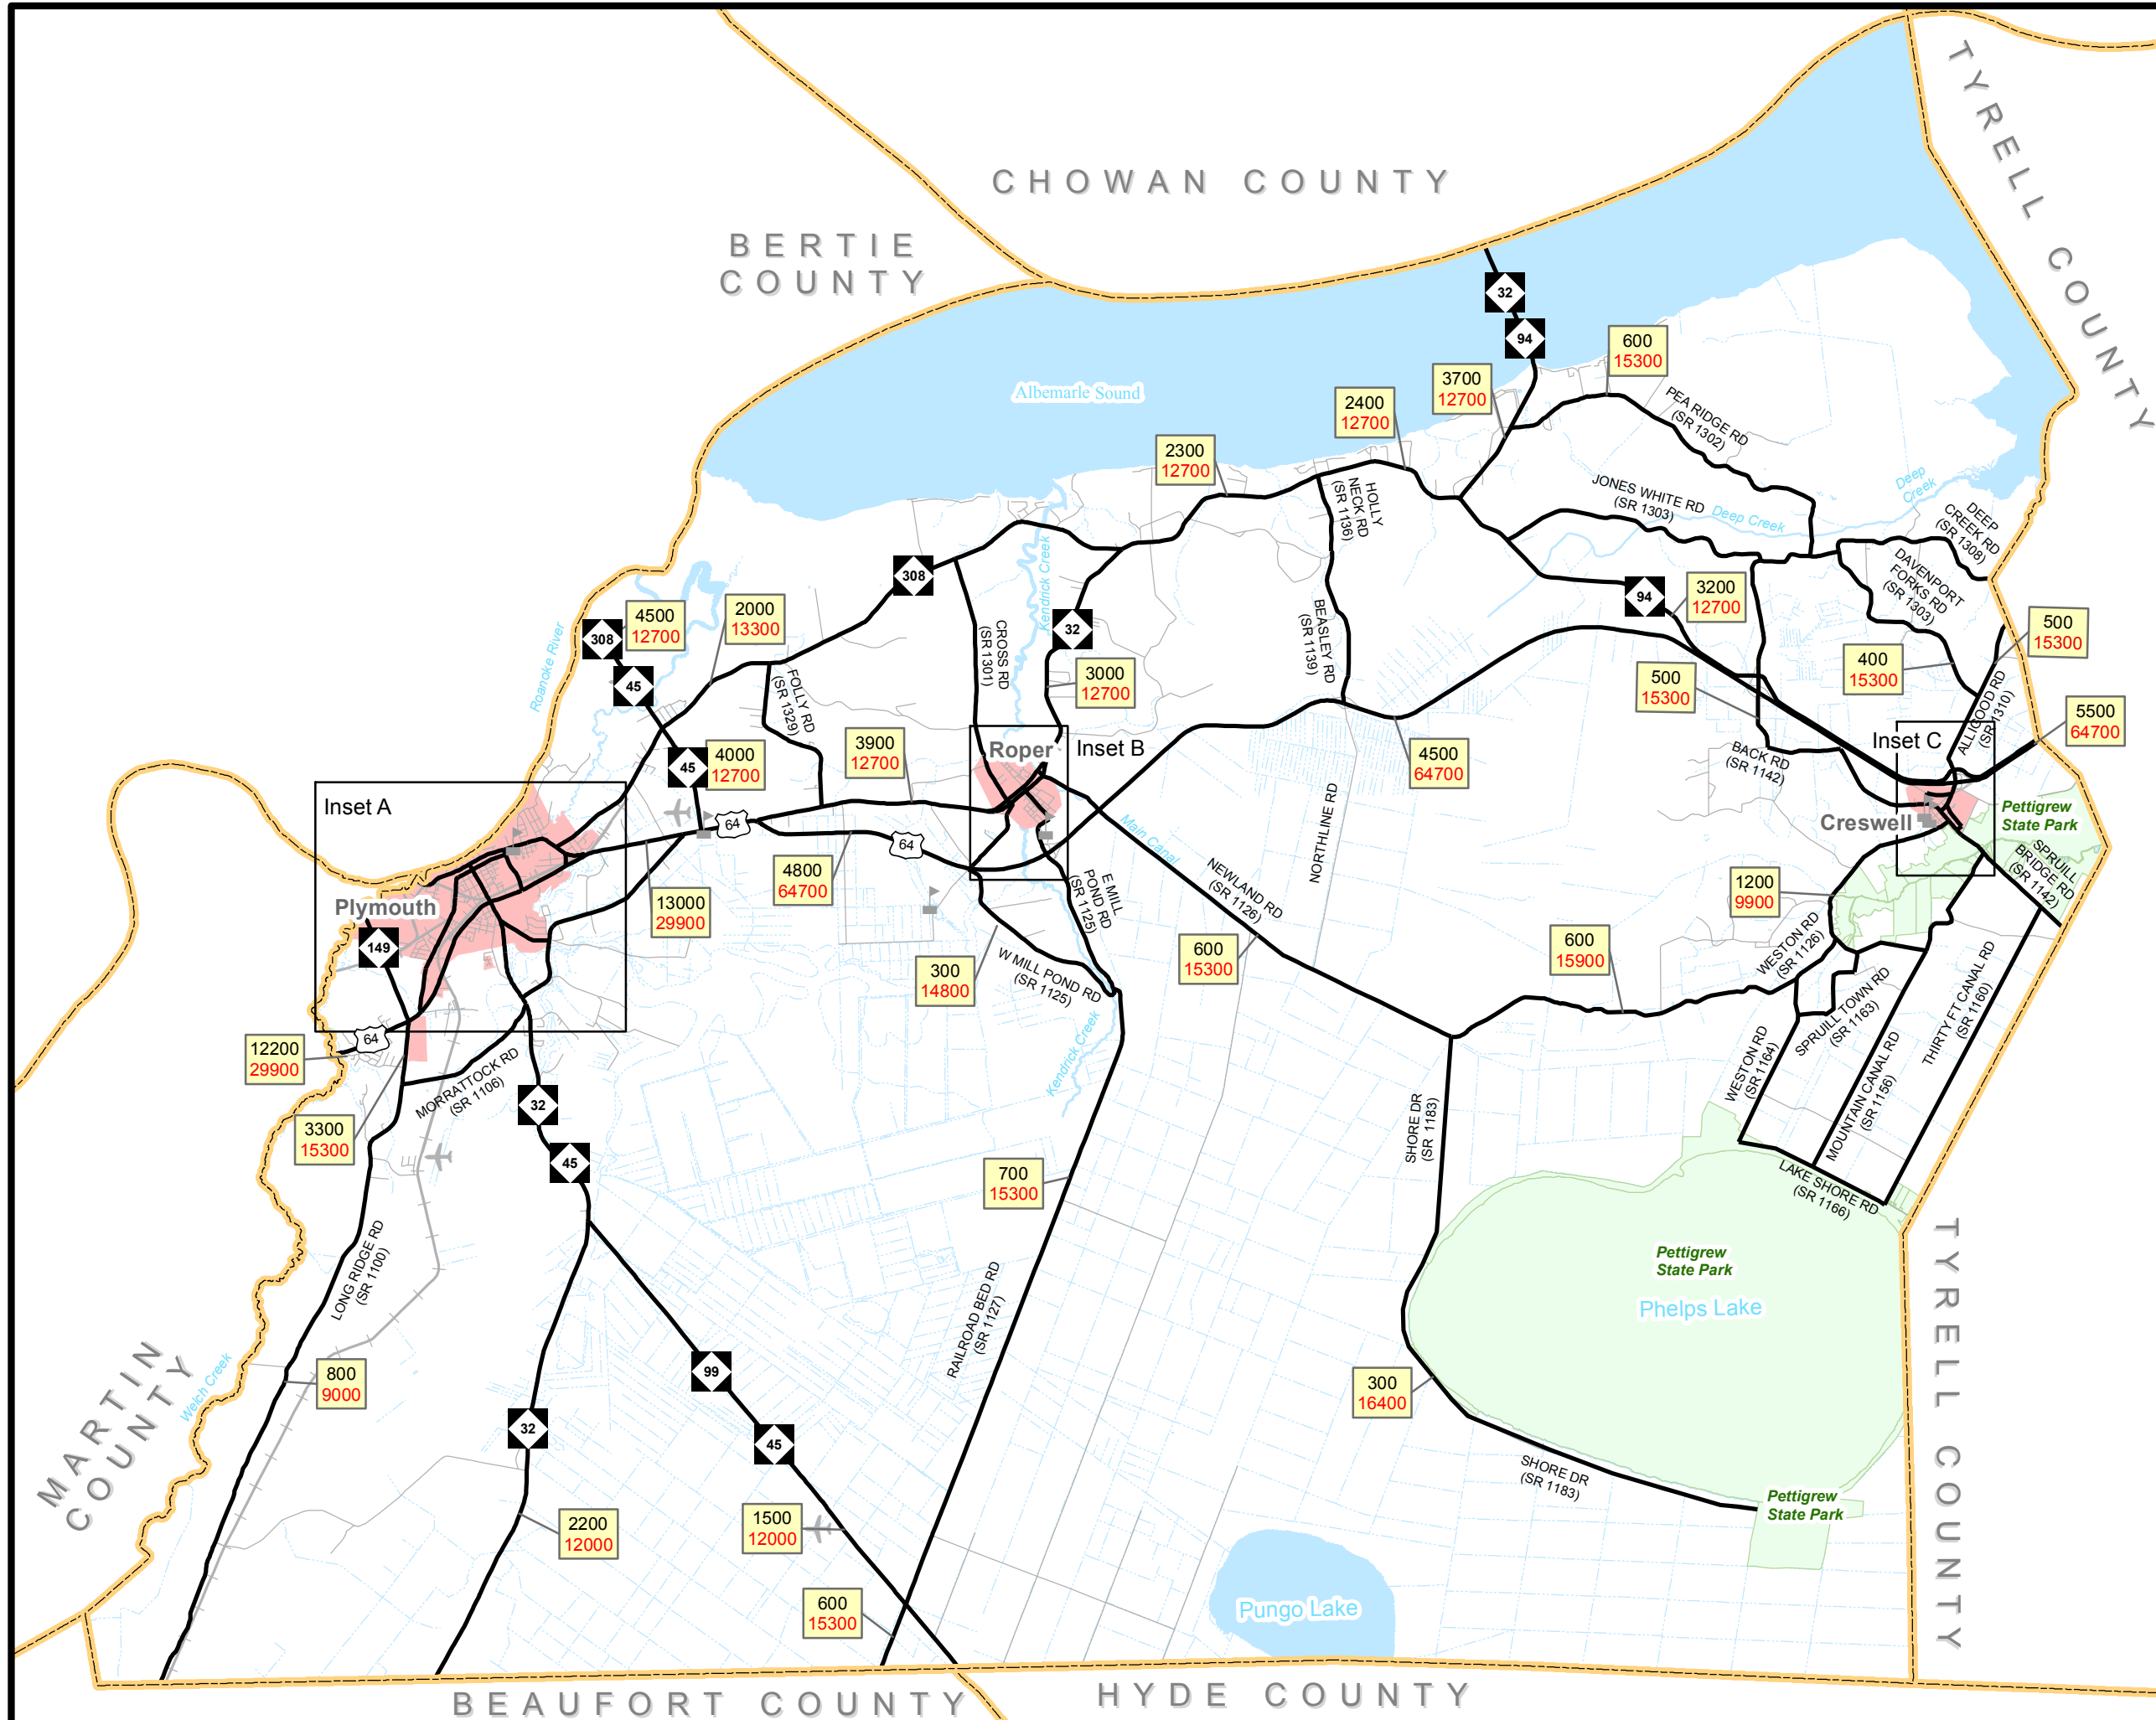 TYRELL COUNTY
CHOWAN COUNTY
BERTIE
COUNTY
32
94
600
15300
3700
12700
2400
12700
PEA RIDGE RD
(SR 1302)
Albemarle Sound
2300
12700
HOLLY
NECK RD
(SR 1136)
JONES WHITE RD
(SR 1303)
Deep Creek
Deep
Creek
DEEP
CREEK RD
(SR 1308)
DAVENPORT
FORKS RD
(SR 1303)
308
Kendrick Creek
94
3200
12700
Roanoke River
308
4500
12700
45
2000
13300
CROSS RD
(SR 1301)
32
BEASLEY RD
(SR 1139)
500
15300
400
15300
500
15300
3000
12700
FOLLY RD
(SR 1329)
ALLIGOOD RD
(SR 1310)
5500
64700
45
4000
12700
3900
12700
Roper
Inset B
4500
64700
BACK RD
(SR 1142)
Inset C
Inset A
64
64
Main Canal
NORTHLINE RD
Creswell
Pettigrew
State Park
4800
64700
E MILL
POND RD
(SR 1125)
NEWLAND RD
(SR 1126)
1200
9900
SPRUILL
BRIDGE RD
(SR 1142)
Plymouth
13000
29900
149
300
14800
W MILL POND RD
(SR 1125)
600
15300
600
15900
WESTON RD
(SR 1126)
THIRTY FT CANAL RD
(SR 1160)
64
12200
29900
MORRATTOCK RD
(SR 1106)
Kendrick Creek
SPRUILL TOWN RD
(SR 1163)
WESTON RD
(SR 1164)
MOUNTAIN CANAL RD
(SR 1156)
3300
15300
32
45
SHORE DR
(SR 1183)
700
15300
LAKE SHORE RD
(SR 1166)
LONG RIDGE RD
(SR 1100)
Pettigrew
State Park
Phelps Lake
TYRELL COUNTY
RAILROAD BED RD
(SR 1127)
MARTIN
COUNTY
Welch Creek
800
9000
99
300
16400
32
45
SHORE DR
(SR 1183)
Pettigrew
State Park
2200
12000
1500
12000
600
15300
Pungo Lake
BEAUFORT COUNTY
HYDE COUNTY